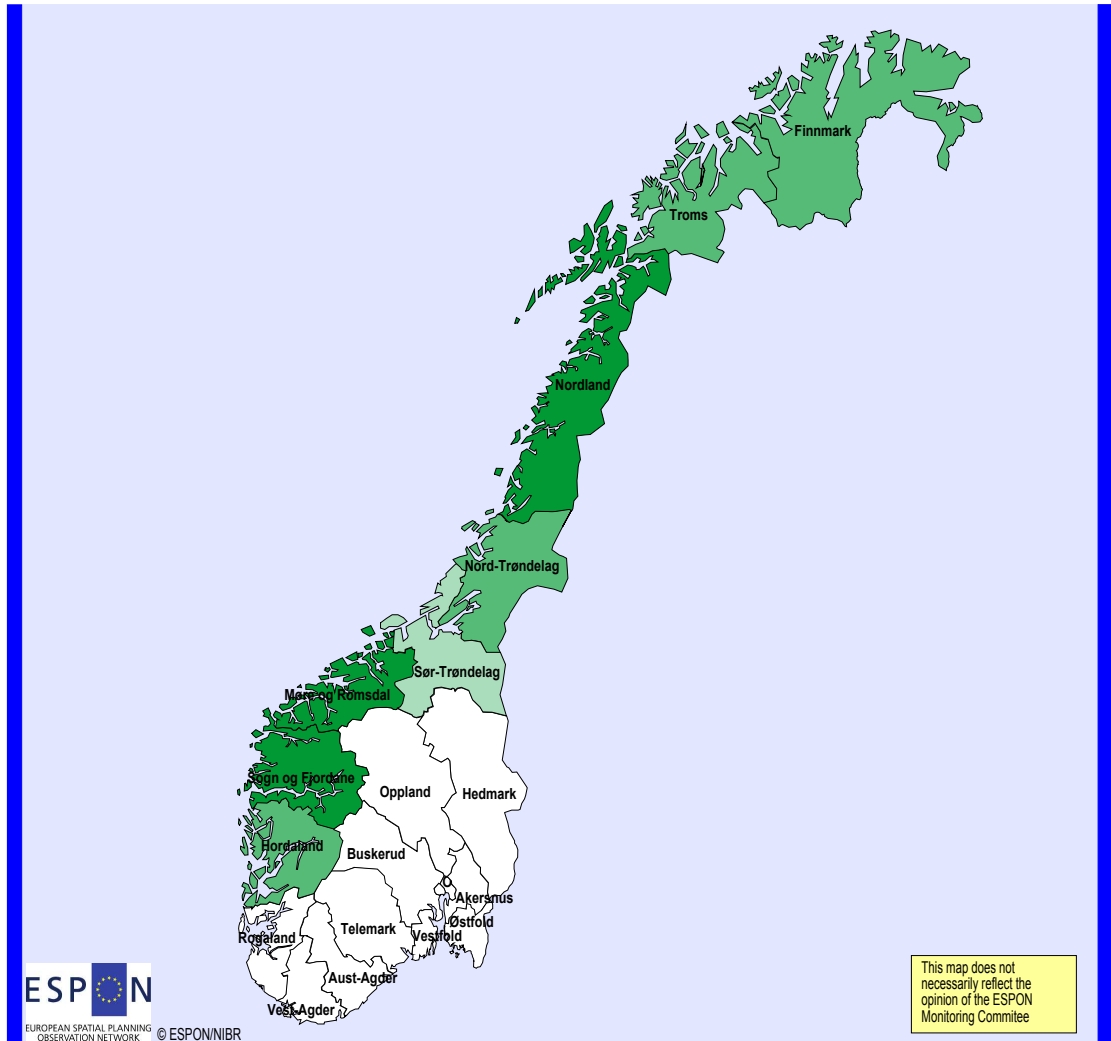 Finnmark
Troms
Nordland
Nord-Trøndelag
Sør-Trøndelag
Møre og Romsdal
Sogn og Fjordane
Oppland
Hedmark
Hordaland
Buskerud
O
Akersnus
Østfold
Telemark
Vestfold
Rogaland
Aust-Agder
Vest-Agder
ESPON
EUROPEAN SPATIAL PLANNING
OBSERVATION NETWORK
© ESPON/NIBR
This map does not
necessarily reflect the
opinion of the ESPON
Monitoring Commitee